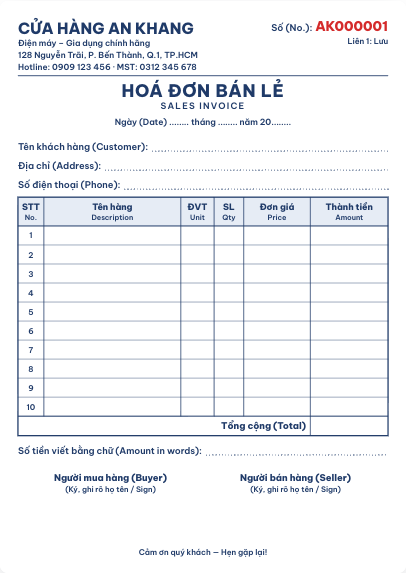 CỬA HÀNG AN KHANG
Số (No.): AK000001
Điện máy – Gia dụng chính hãng
Liên 1: Lưu
128 Nguyễn Trãi, P. Bến Thành, Q.1, TP.HCM
Hotline: 0909 123 456 · MST: 0312 345 678
HOÁ ĐƠN BÁN LẺ
SALES INVOICE
Ngày (Date) ........ tháng ........ năm 20........
Tên khách hàng (Customer):
Địa chỉ (Address):
Số điện thoại (Phone):
STT Tên hàng ĐVT SL Đơn giá Thành tiền
No. Description Unit Qty Price Amount
1
2
3
4
5
6
7
8
9
10
Tổng cộng (Total)
Số tiền viết bằng chữ (Amount in words):
Người mua hàng (Buyer) Người bán hàng (Seller)
(Ký, ghi rõ họ tên / Sign) (Ký, ghi rõ họ tên / Sign)
Cảm ơn quý khách — Hẹn gặp lại!